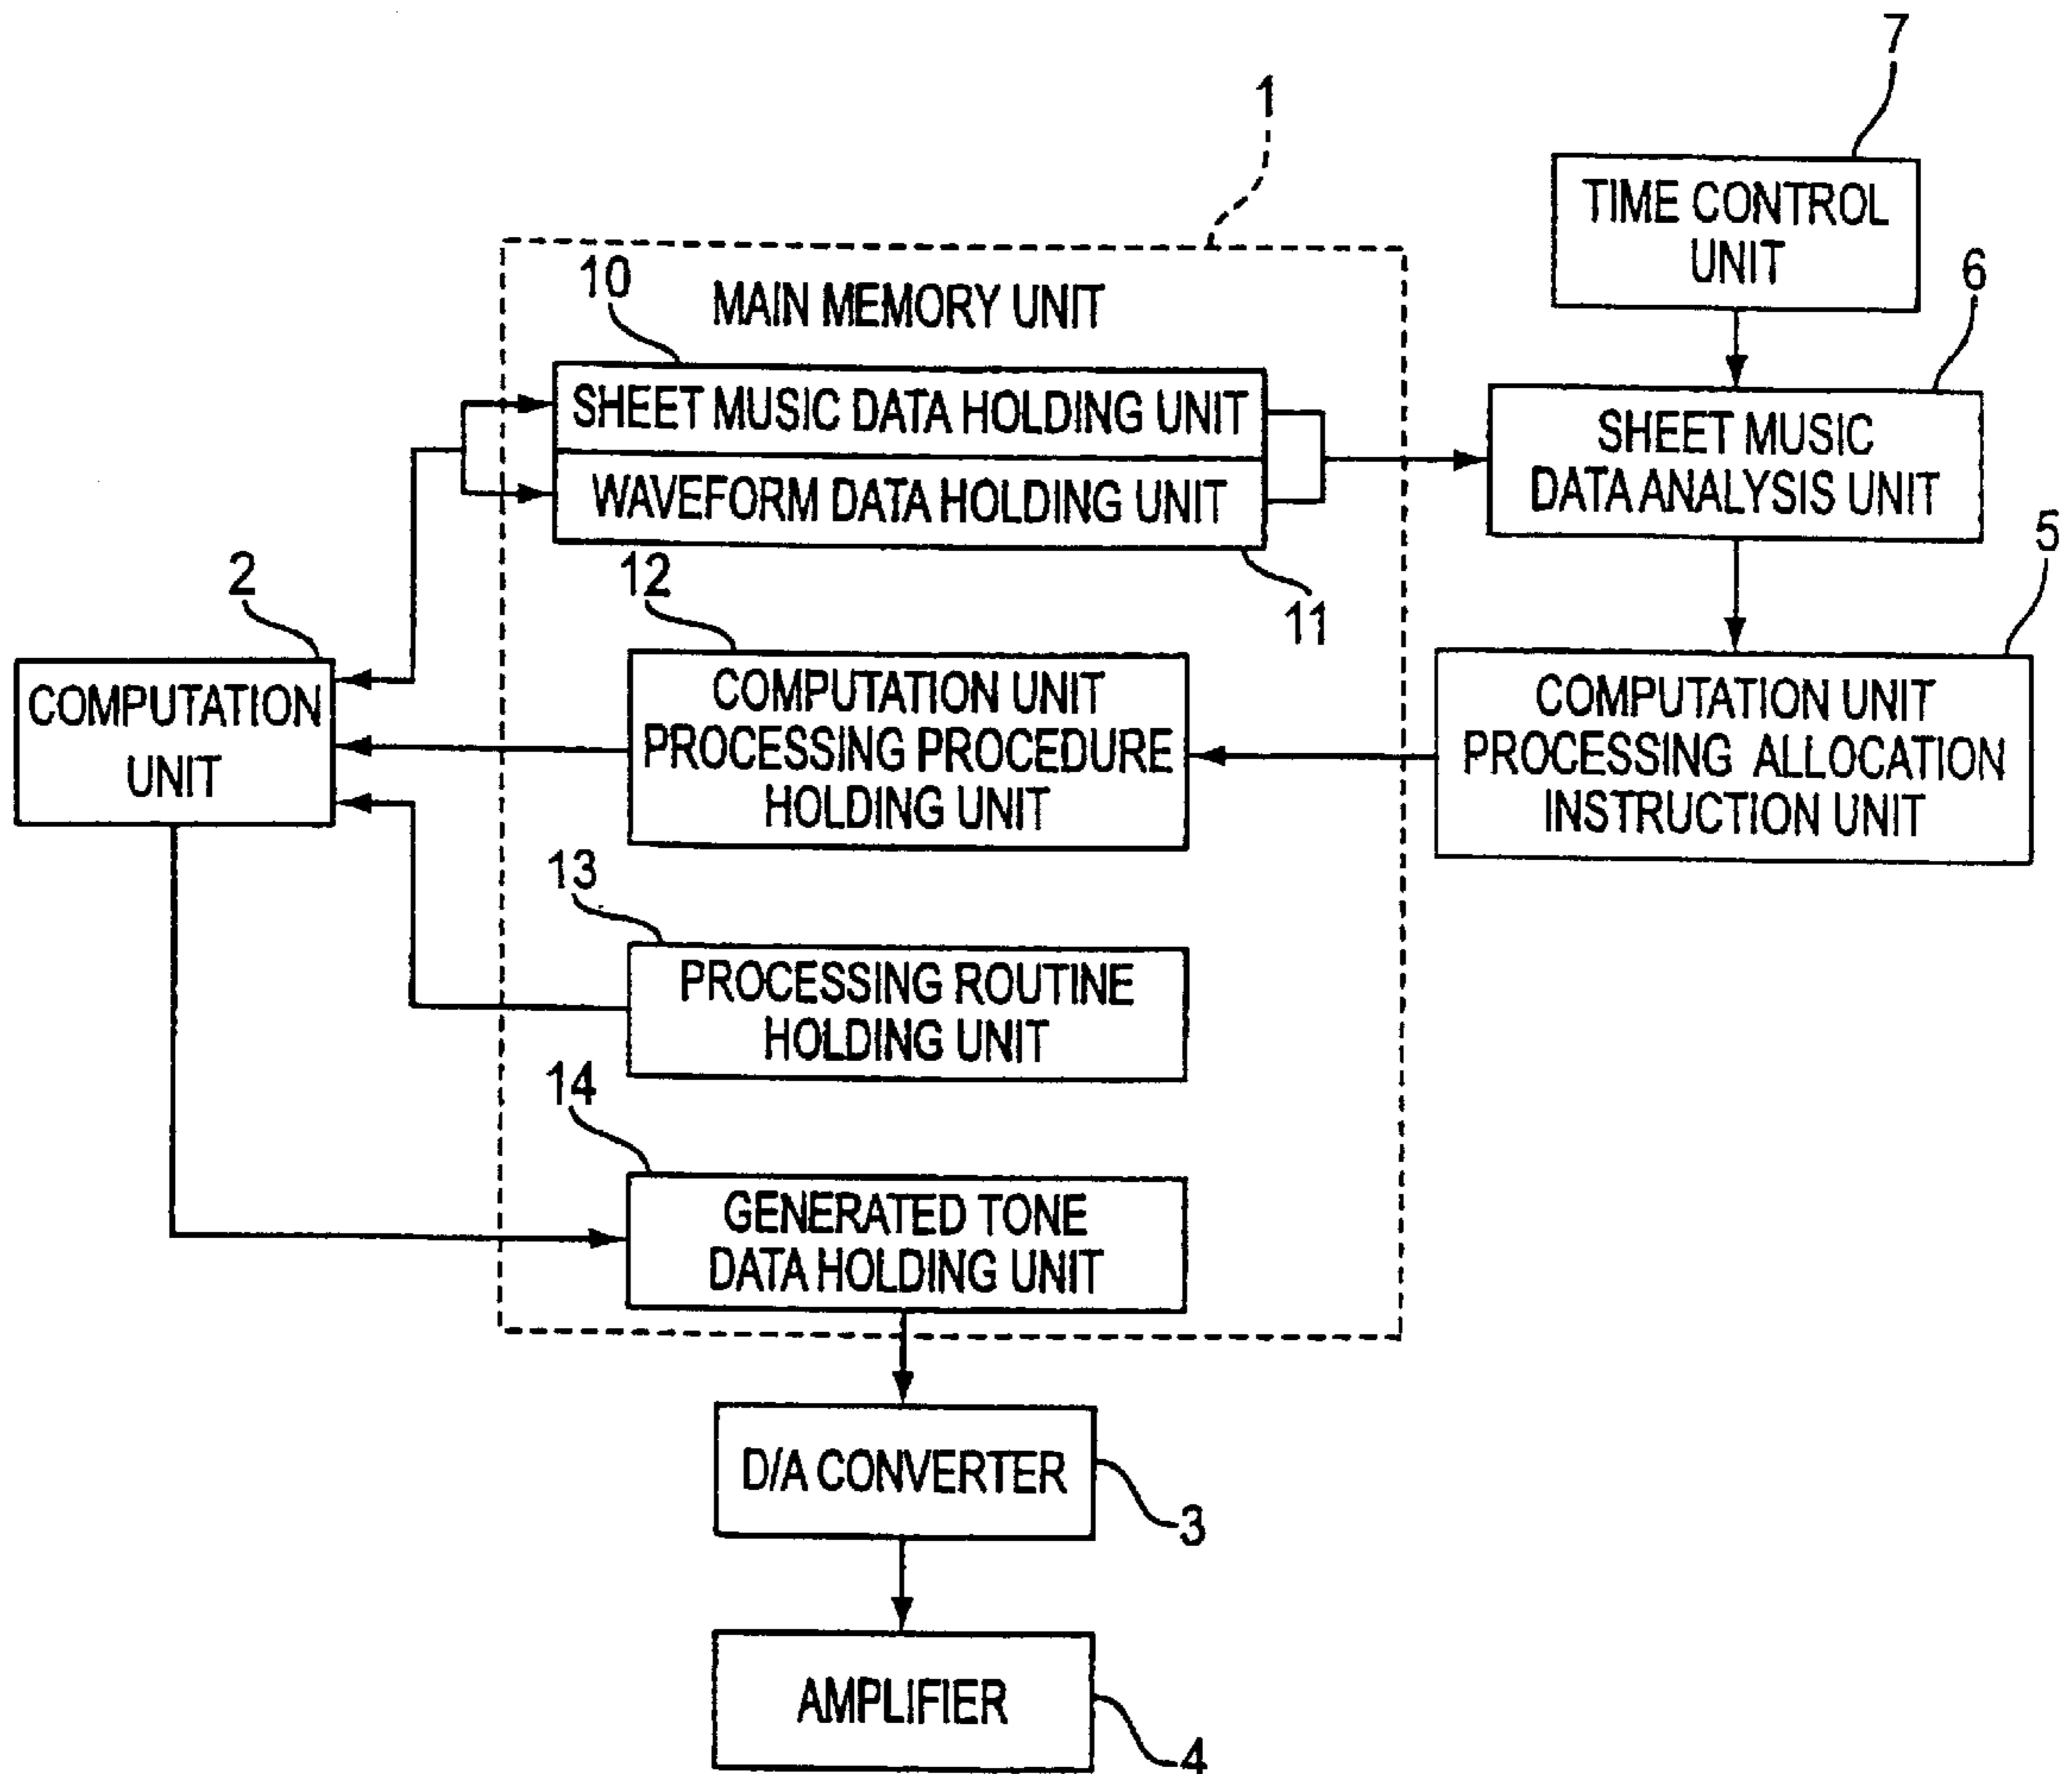 7
1
TIME CONTROL
UNIT
6
10
MAIN MEMORY UNIT
SHEET MUSIC DATA HOLDING UNIT
WAVEFORM DATA HOLDING UNIT
SHEET MUSIC
DATA ANALYSIS UNIT
5
2
12
11
COMPUTATION
UNIT
COMPUTATION UNIT
PROCESSING PROCEDURE
HOLDING UNIT
COMPUTATION UNIT
PROCESSING ALLOCATION
INSTRUCTION UNIT
13
PROCESSING ROUTINE
HOLDING UNIT
14
GENERATED TONE
DATA HOLDING UNIT
D/A CONVERTER
3
AMPLIFIER
4